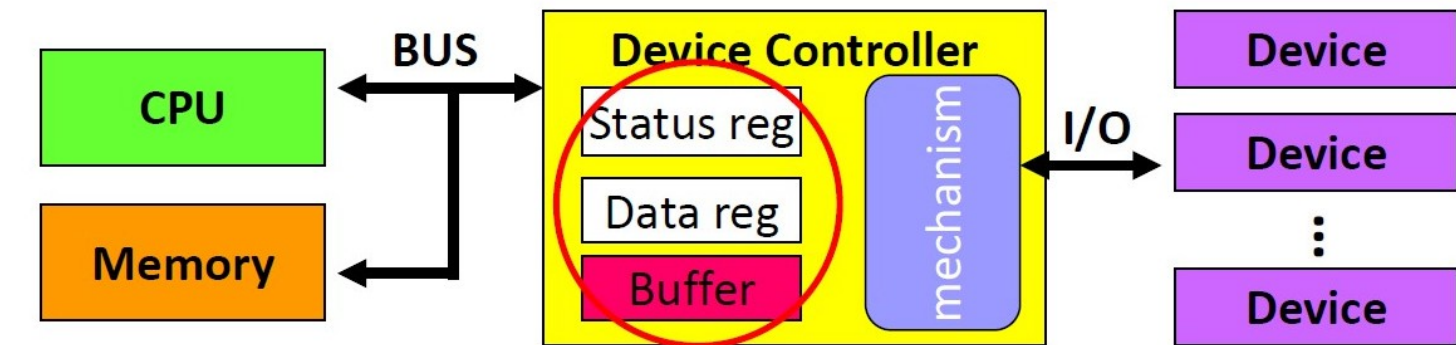 BUS
Device Controller
Device
CPU
Status reg
mechanism
I/O
Device
Data reg
Memory
Buffer
⋮
Device